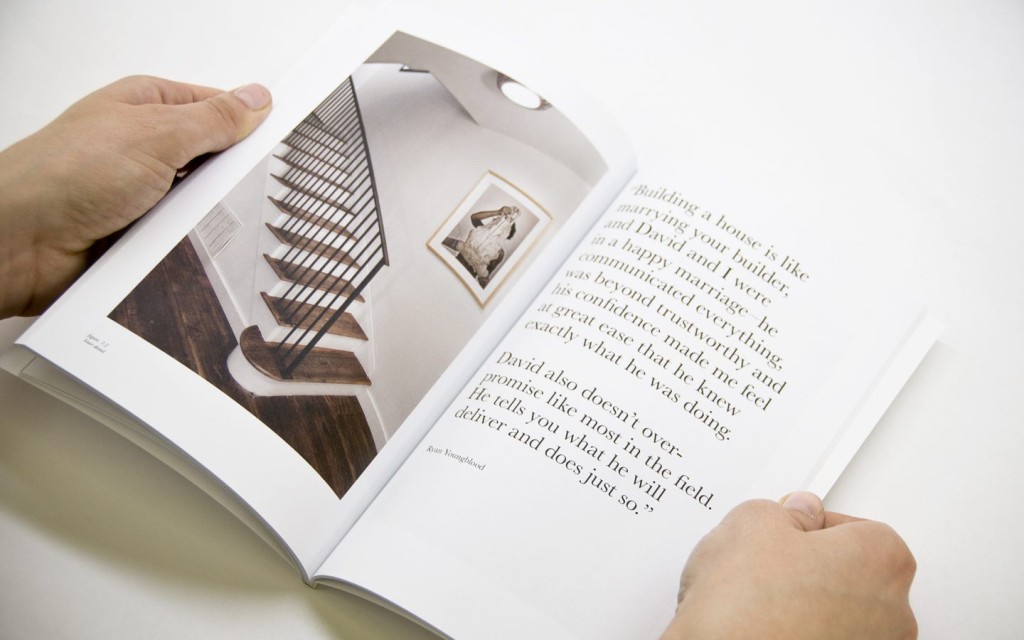 “Building a house is like
marrying your builder,
and David and I were
in a happy marriage—he
communicated everything,
was beyond trustworthy and
his confidence made me feel
at great ease that he knew
exactly what he was doing.
David also doesn’t over-
promise like most in the field.
He tells you what he will
deliver and does just so.”
Ryan Youngblood